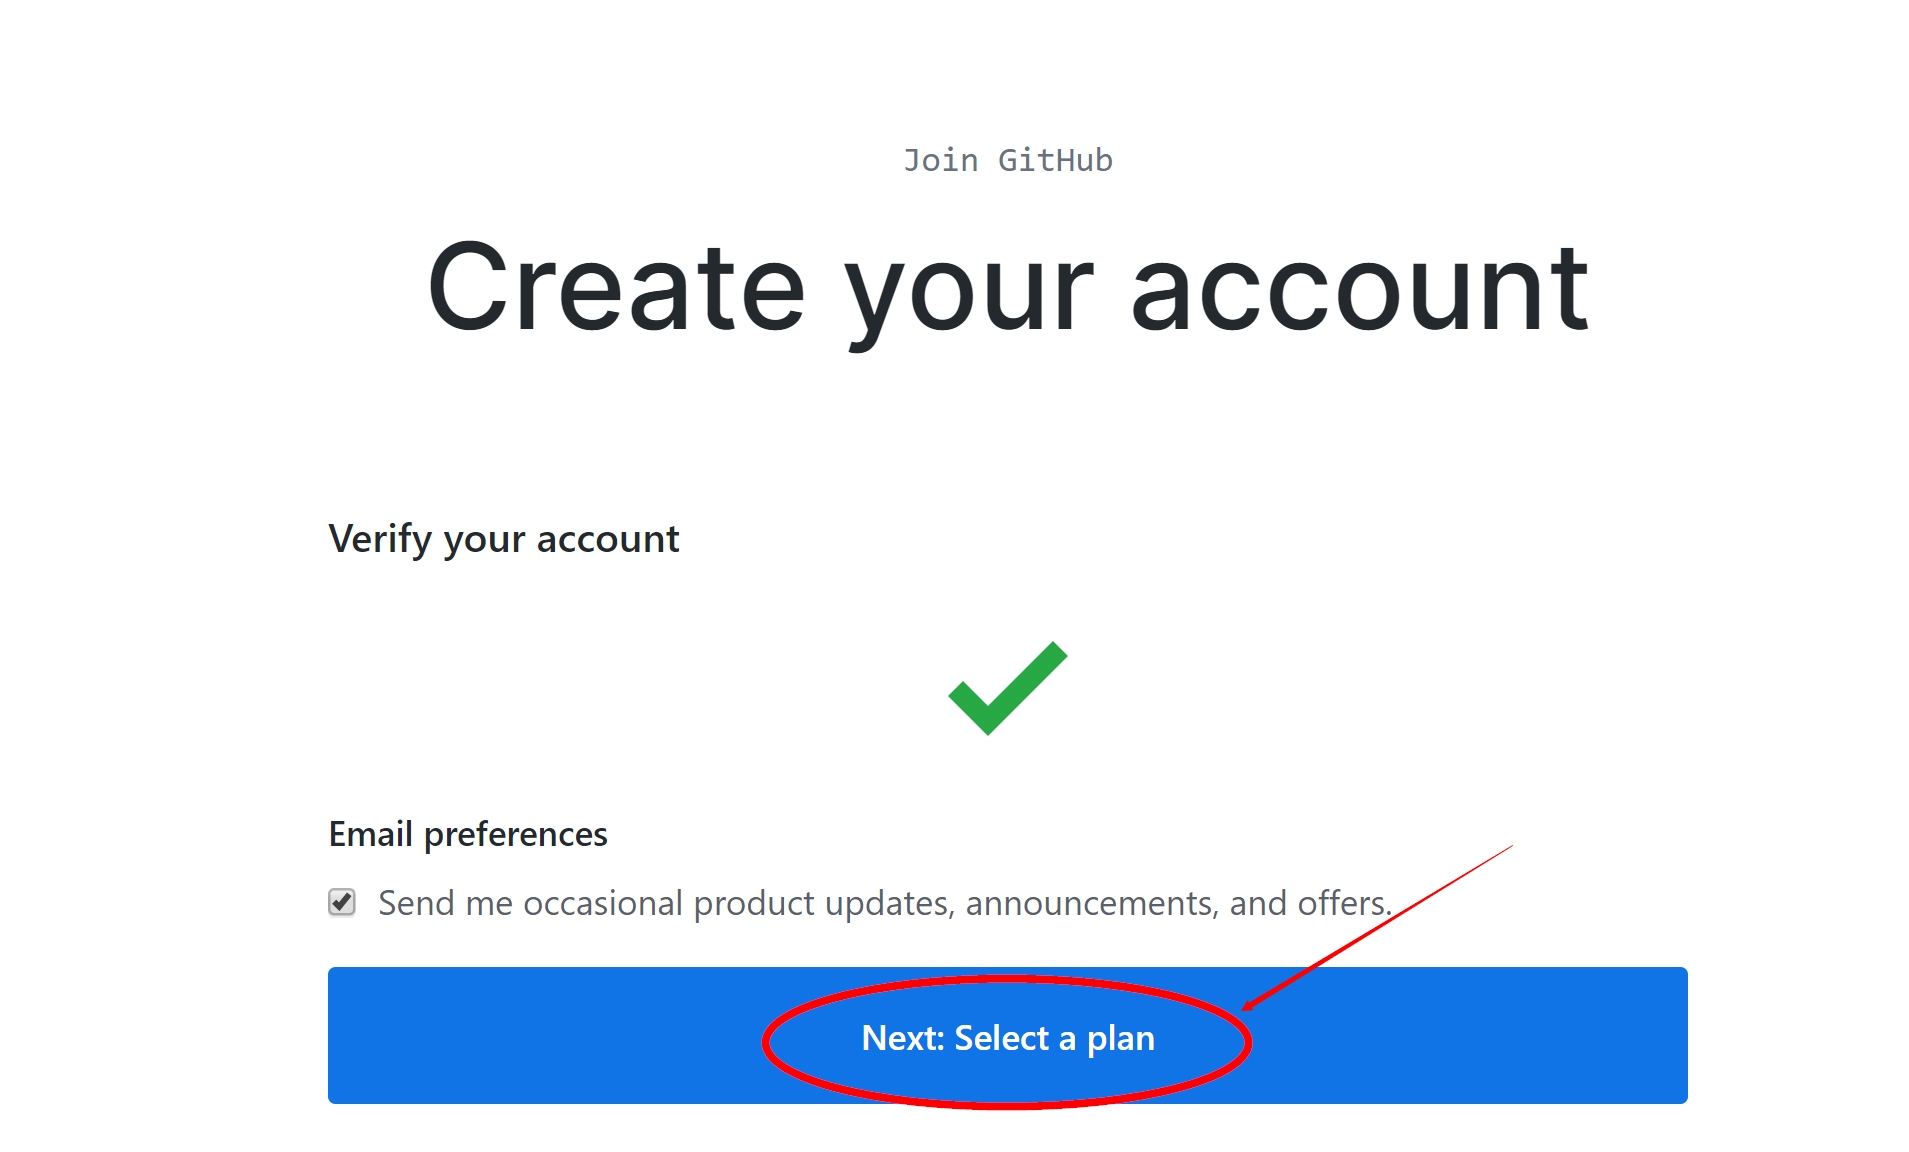 Join GitHub
Create your account
Verify your account
Email preferences
Send me occasional product updates, announcements, and offers.
Next: Select a plan